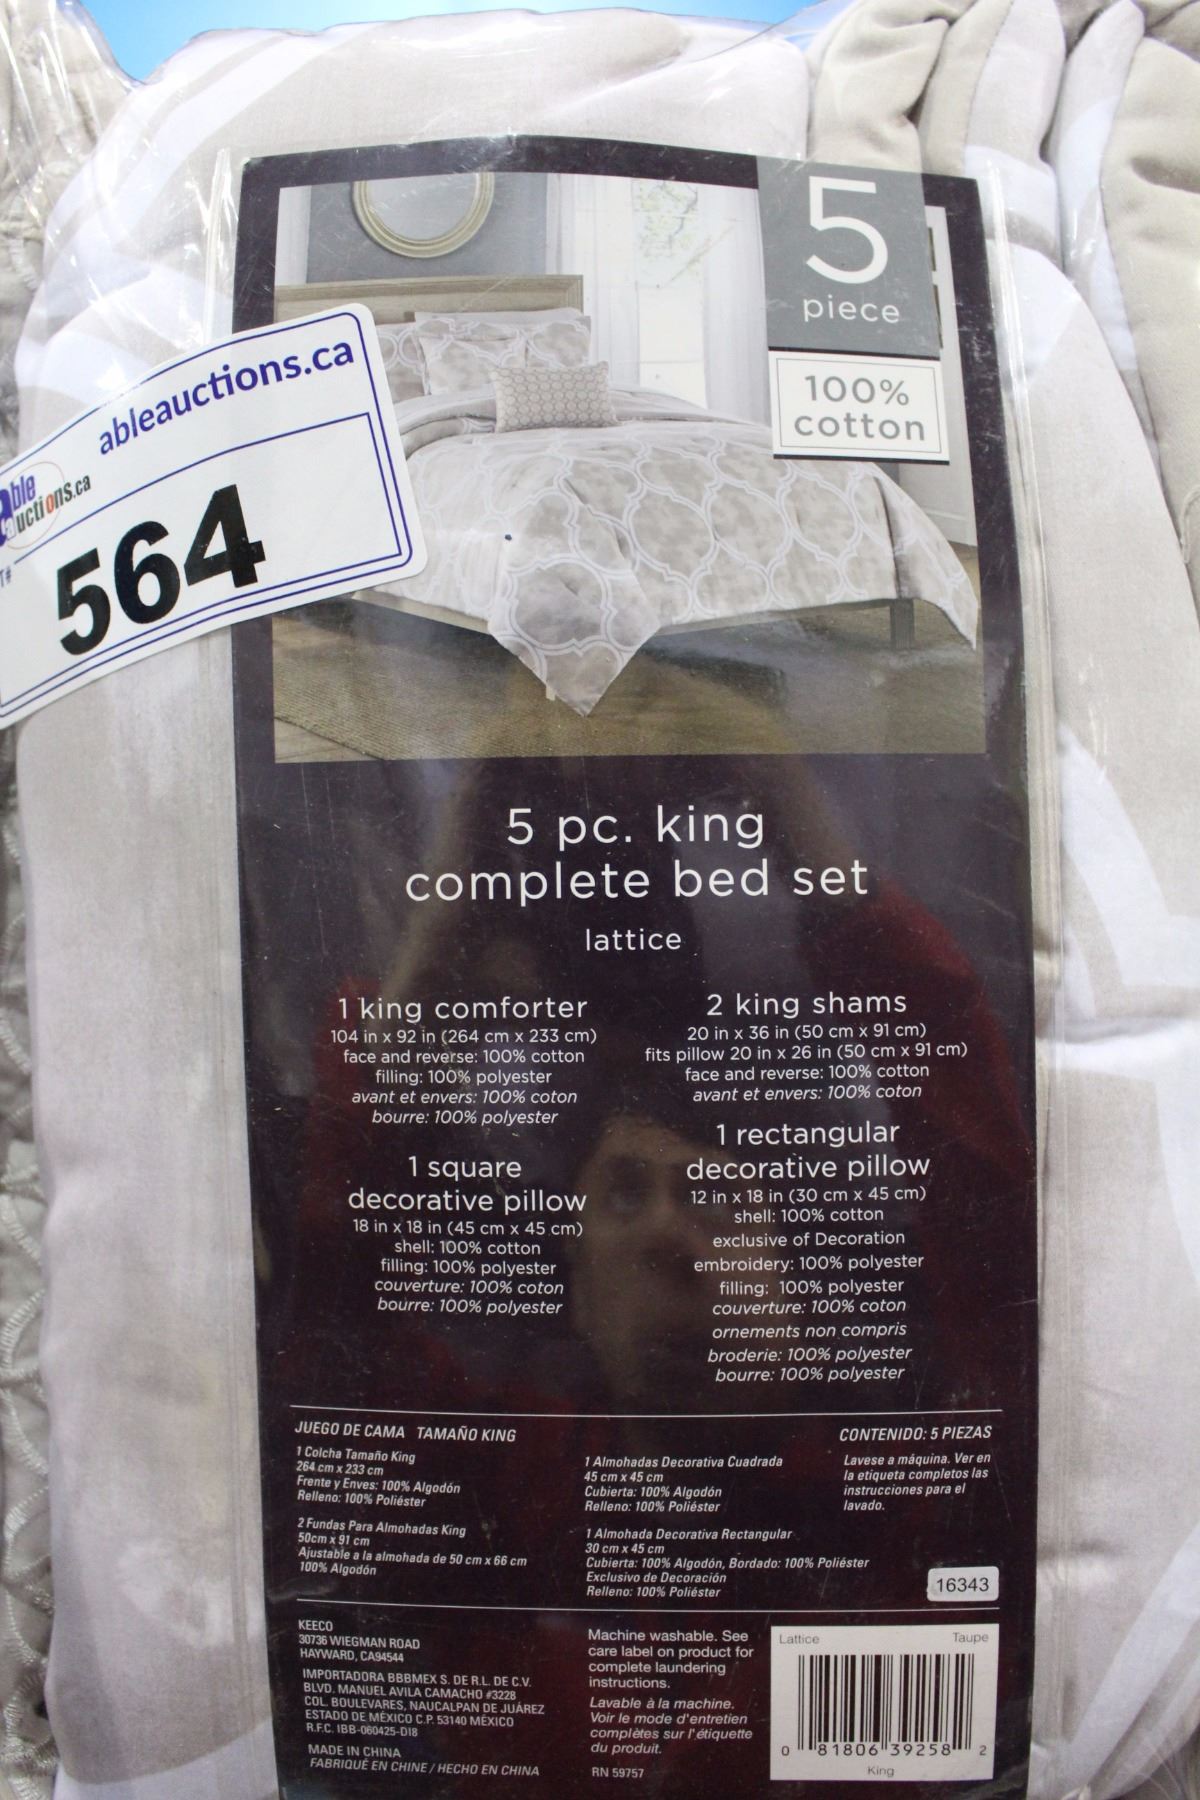 5
piece
100%
cotton
ableauctions.ca
able
auctions.ca
564
5 pc. king
complete bed set
lattice
1 king comforter
104 in x 92 in (264 cm x 233 cm)
face and reverse: 100% cotton
filling: 100% polyester
avant et envers: 100% coton
bourre: 100% polyester
2 king shams
20 in x 36 in (50 cm x 91 cm)
fits pillow 20 in x 26 in (50 cm x 91 cm)
face and reverse: 100% cotton
avant et envers: 100% coton
1 square
decorative pillow
18 in x 18 in (45 cm x 45 cm)
shell: 100% cotton
filling: 100% polyester
couverture: 100% coton
bourre: 100% polyester
1 rectangular
decorative pillow
12 in x 18 in (30 cm x 45 cm)
shell: 100% cotton
exclusive of Decoration
embroidery: 100% polyester
filling: 100% polyester
couverture: 100% coton
ornements non compris
broderie: 100% polyester
bourre: 100% polyester
JUEGO DE CAMA TAMAÑO KING
CONTENIDO: 5 PIEZAS
1 Colcha Tamaño King
264 cm x 233 cm
Frente y Enves: 100% Algodón
Relleno: 100% Poliéster
2 Fundas Para Almohadas King
50cm x 91 cm
Ajustable a la almohada de 50 cm x 66 cm
100% Algodón
1 Almohadas Decorativa Cuadrada
45 cm x 45 cm
Cubierta: 100% Algodón
Relleno: 100% Poliéster
1 Almohada Decorativa Rectangular
30 cm x 45 cm
Cubierta: 100% Algodón, Bordado: 100% Poliéster
Exclusivo de Decoración
Relleno: 100% Poliéster
Lavese a máquina. Ver en
la etiqueta completos las
instrucciones para el
lavado.
16343
KEECO
30736 WIEGMAN ROAD
HAYWARD, CA94544
IMPORTADORA BBBMEX S. DE R.L. DE C.V.
BLVD. MANUEL AVILA CAMACHO #3228
COL. BOULEVARES, NAUCALPAN DE JUÁREZ
ESTADO DE MÉXICO C.P. 53140 MÉXICO
R.F.C. IBB-060425-D18
MADE IN CHINA
FABRIQUÉ EN CHINE / HECHO EN CHINA
Machine washable. See
care label on product for
complete laundering
instructions.
Lavable à la machine.
Voir le mode d'entretien
complètes sur l'étiquette
du produit.
RN 59757
Lattice Taupe
0 81806 39258 2
King